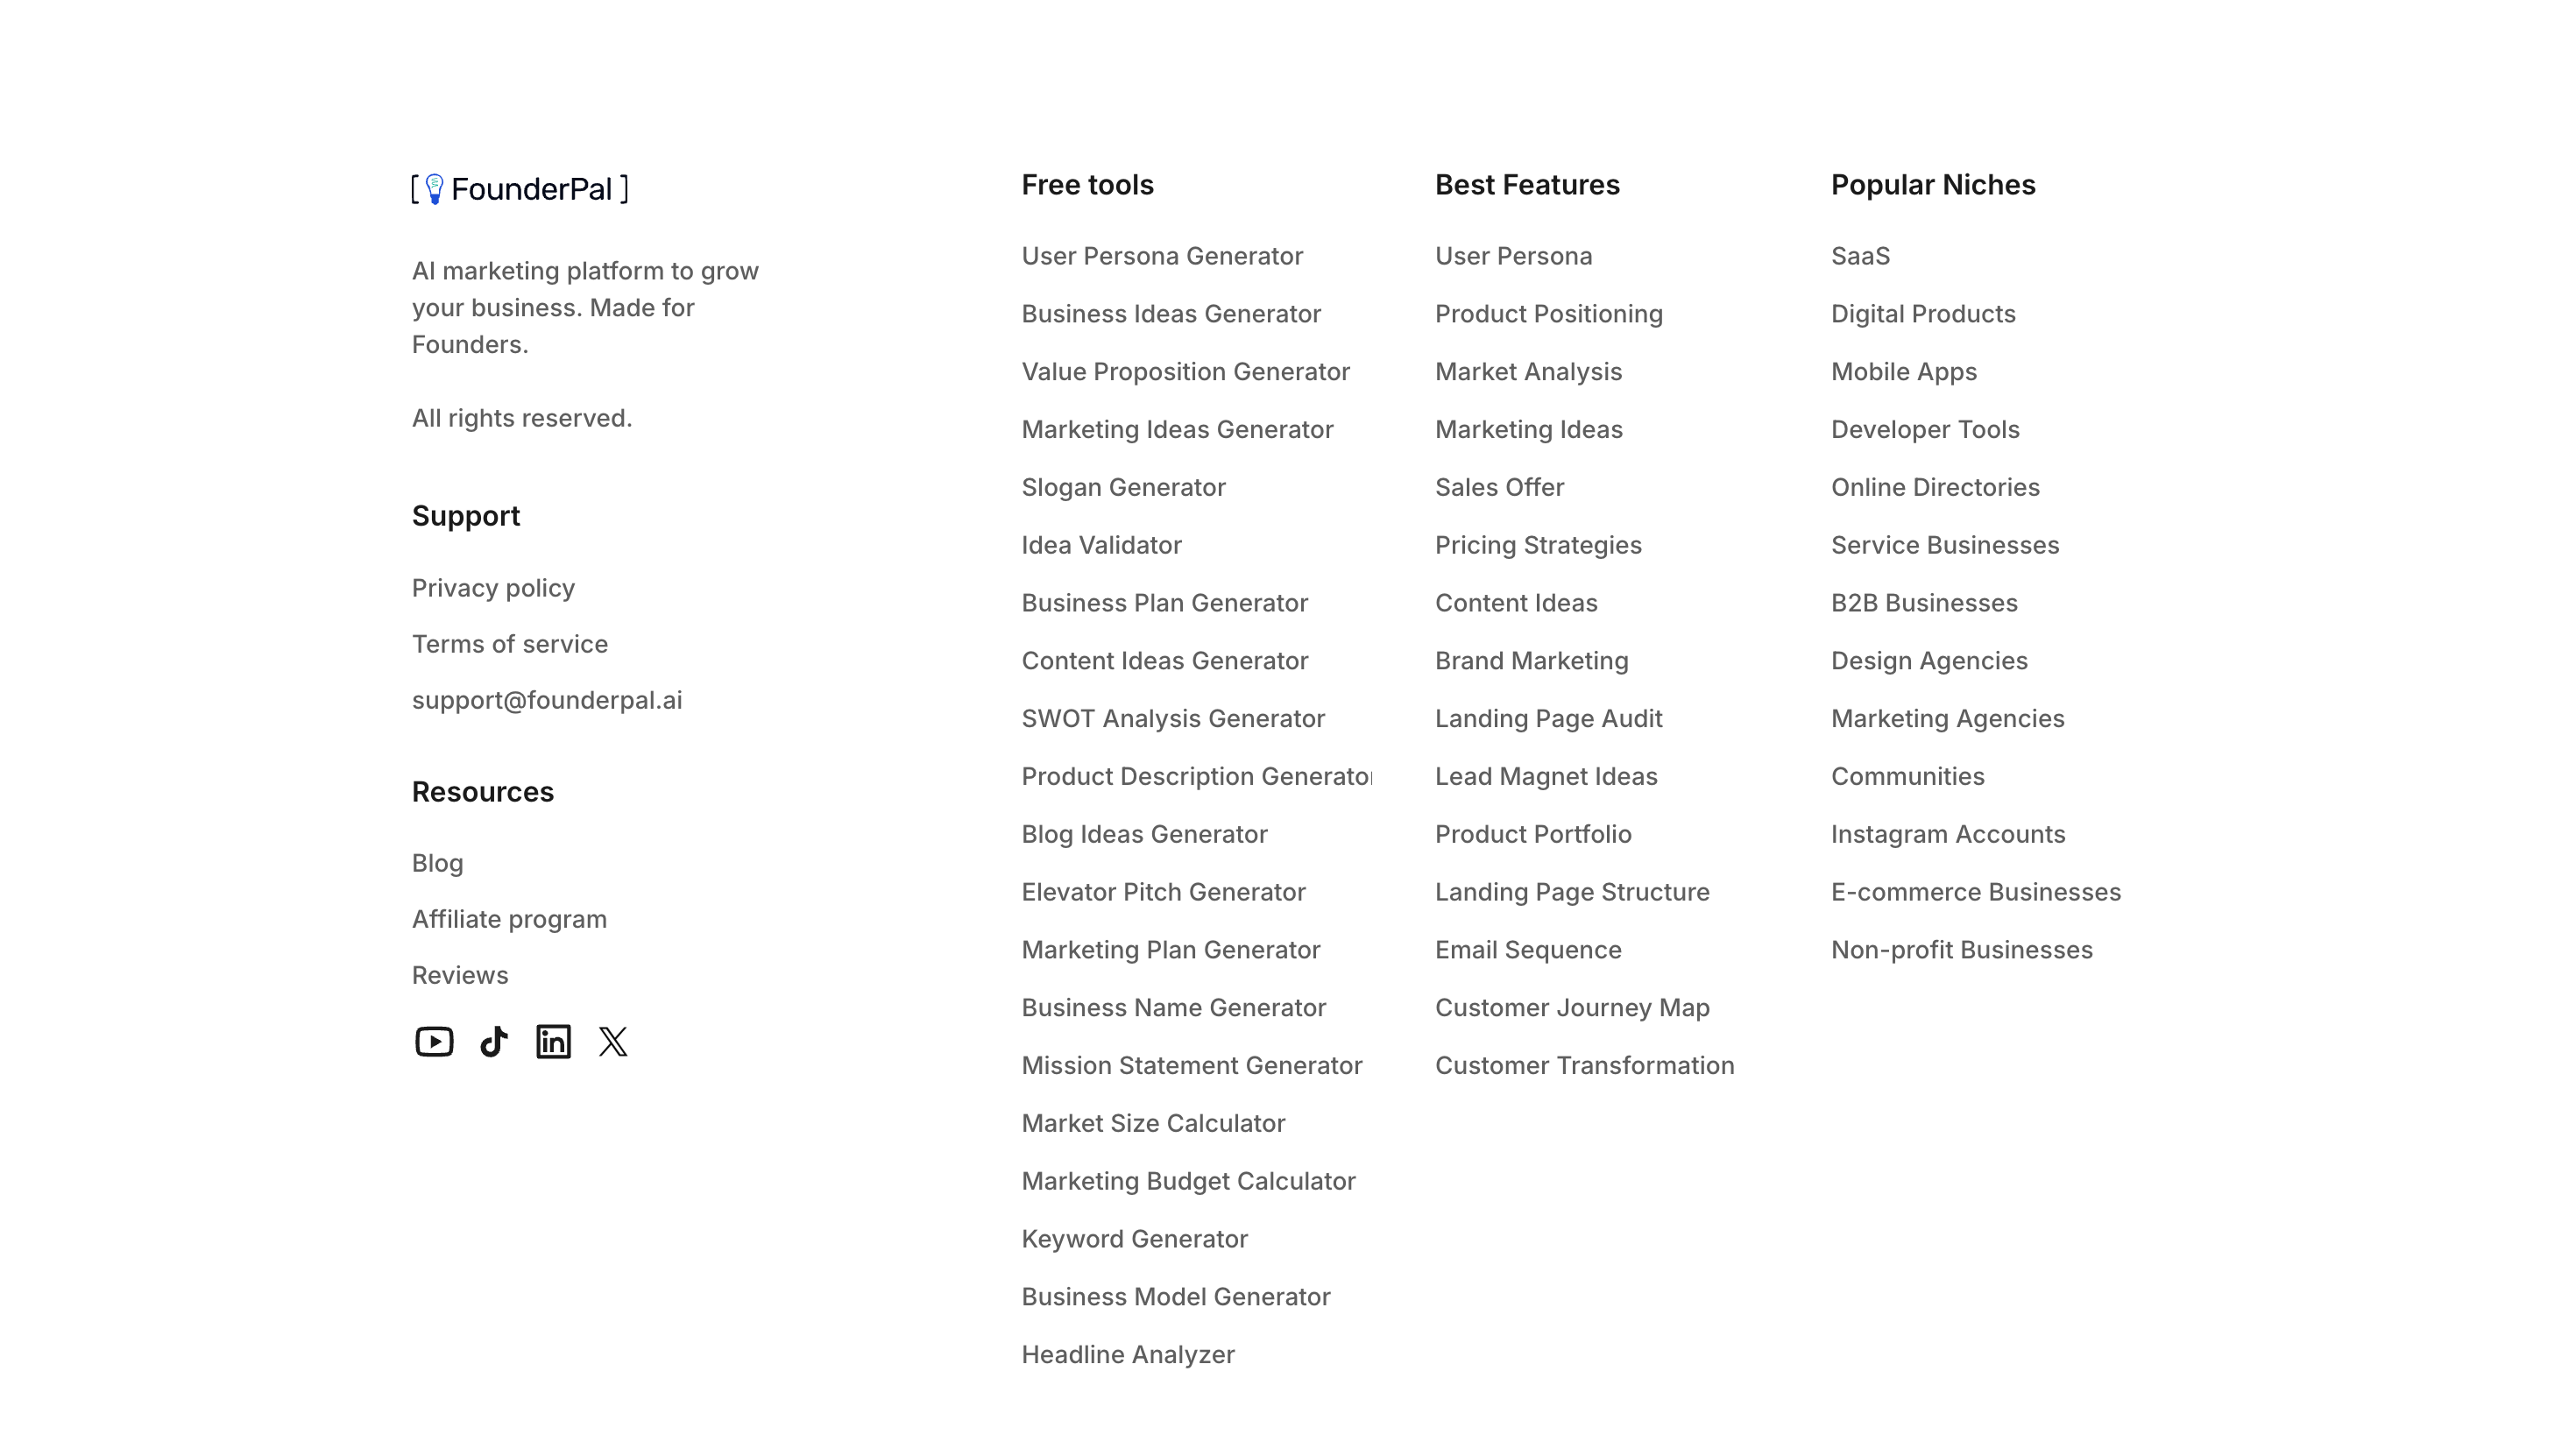 [ FounderPal ]
AI marketing platform to grow
your business. Made for
Founders.
All rights reserved.
Support
Privacy policy
Terms of service
support@founderpal.ai
Resources
Blog
Affiliate program
Reviews
Free tools
User Persona Generator
Business Ideas Generator
Value Proposition Generator
Marketing Ideas Generator
Slogan Generator
Idea Validator
Business Plan Generator
Content Ideas Generator
SWOT Analysis Generator
Product Description Generator
Blog Ideas Generator
Elevator Pitch Generator
Marketing Plan Generator
Business Name Generator
Mission Statement Generator
Market Size Calculator
Marketing Budget Calculator
Keyword Generator
Business Model Generator
Headline Analyzer
Best Features
User Persona
Product Positioning
Market Analysis
Marketing Ideas
Sales Offer
Pricing Strategies
Content Ideas
Brand Marketing
Landing Page Audit
Lead Magnet Ideas
Product Portfolio
Landing Page Structure
Email Sequence
Customer Journey Map
Customer Transformation
Popular Niches
SaaS
Digital Products
Mobile Apps
Developer Tools
Online Directories
Service Businesses
B2B Businesses
Design Agencies
Marketing Agencies
Communities
Instagram Accounts
E-commerce Businesses
Non-profit Businesses